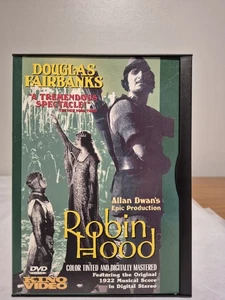 DOUGLAS
FAIRBANKS
"A TREMENDOUS
SPECTACLE!"
Allan Dwan's
Epic Production
Robin
Hood
DVD
VIDEO
COLOR TINTED AND DIGITALLY MASTERED
Featuring the Original
1922 Musical Score
in Digital Stereo